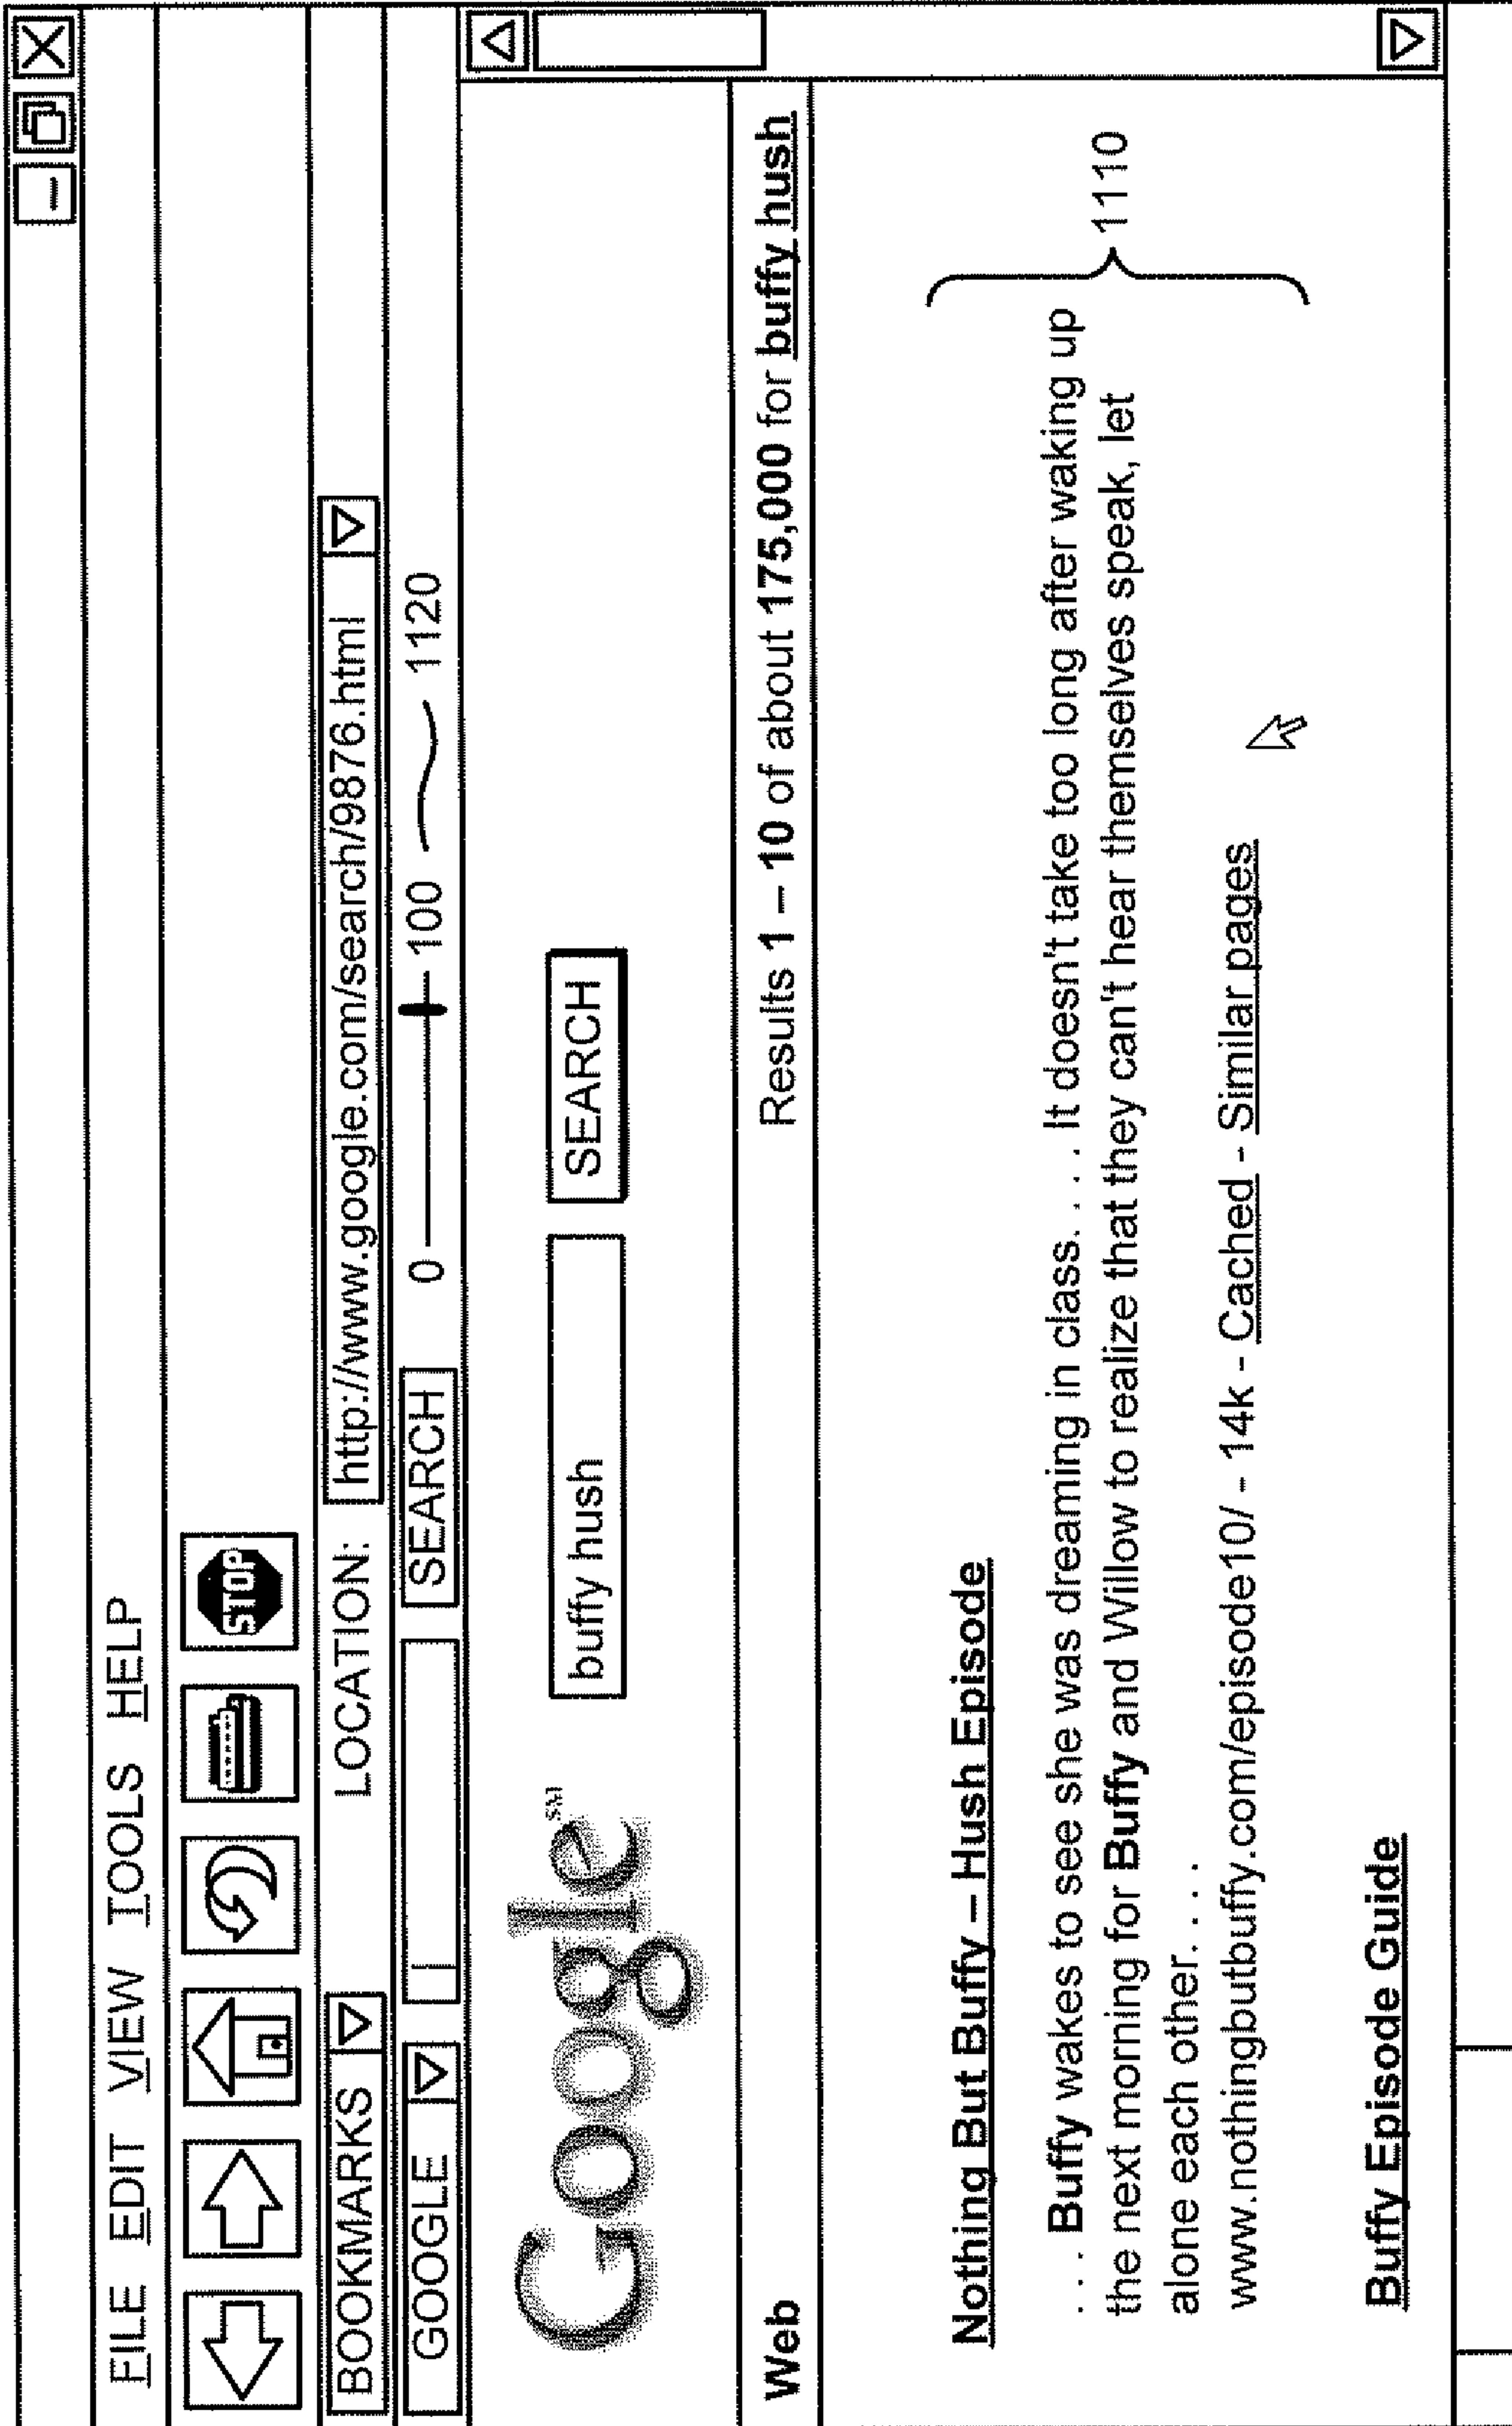 FILE EDIT VIEW TOOLS HELP
STOP
BOOKMARKS LOCATION: http://www.google.com/search/9876.html
GOOGLE SEARCH 0 100 1120
Google SM buffy hush SEARCH
Web Results 1 – 10 of about 175,000 for buffy hush
Nothing But Buffy – Hush Episode
. . . Buffy wakes to see she was dreaming in class. . . . It doesn't take too long after waking up
the next morning for Buffy and Willow to realize that they can't hear themselves speak, let
alone each other. . . .
www.nothingbutbuffy.com/episode10/ - 14k - Cached - Similar pages
1110
Buffy Episode Guide